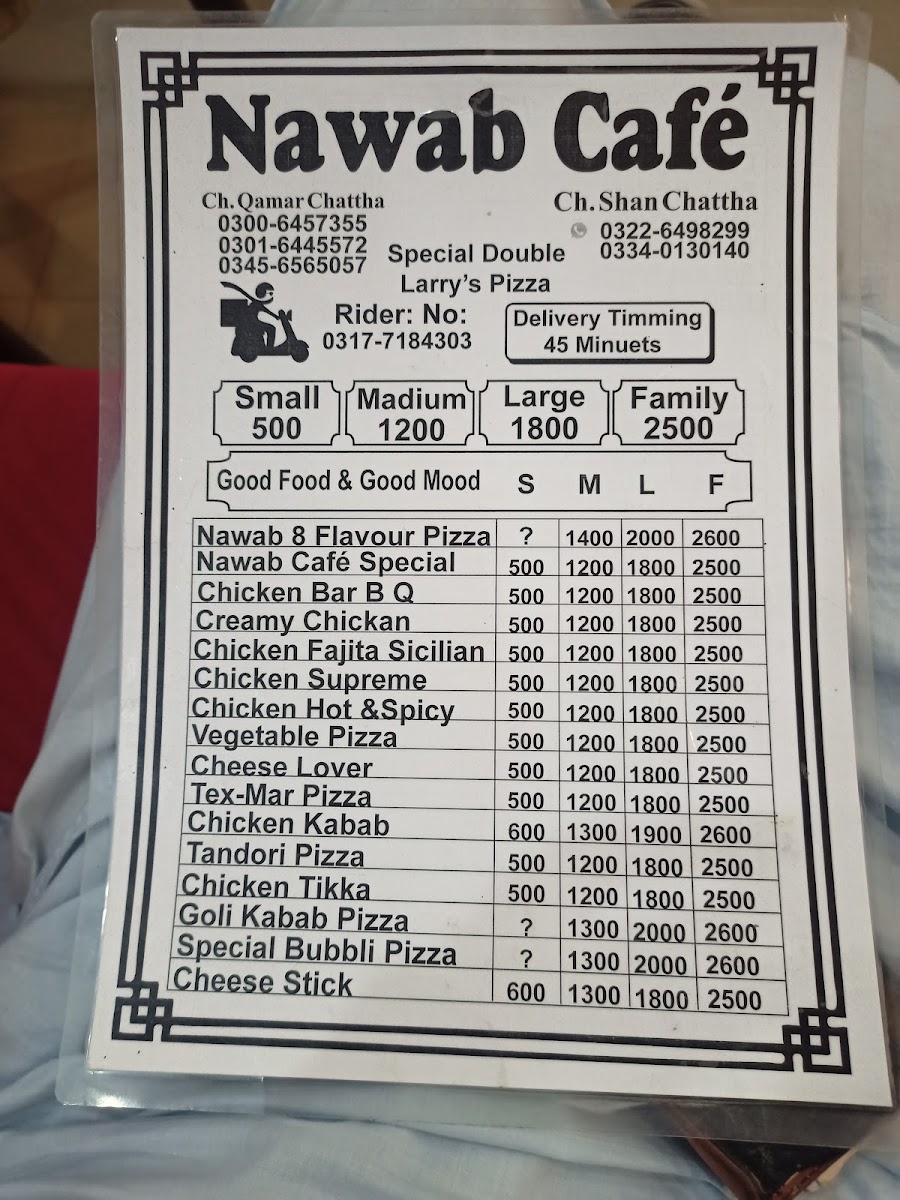 Nawab Café
Ch. Qamar Chattha
0300-6457355
0301-6445572
0345-6565057
Ch. Shan Chattha
0322-6498299
0334-0130140
Special Double
Larry's Pizza
Rider: No:
0317-7184303
Delivery Timming
45 Minuets
Small
500
Madium
1200
Large
1800
Family
2500
Good Food & Good Mood S M L F
Nawab 8 Flavour Pizza ? 1400 2000 2600
Nawab Café Special 500 1200 1800 2500
Chicken Bar B Q 500 1200 1800 2500
Creamy Chickan 500 1200 1800 2500
Chicken Fajita Sicilian 500 1200 1800 2500
Chicken Supreme 500 1200 1800 2500
Chicken Hot &Spicy 500 1200 1800 2500
Vegetable Pizza 500 1200 1800 2500
Cheese Lover 500 1200 1800 2500
Tex-Mar Pizza 500 1200 1800 2500
Chicken Kabab 600 1300 1900 2600
Tandori Pizza 500 1200 1800 2500
Chicken Tikka 500 1200 1800 2500
Goli Kabab Pizza ? 1300 2000 2600
Special Bubbli Pizza ? 1300 2000 2600
Cheese Stick 600 1300 1800 2500